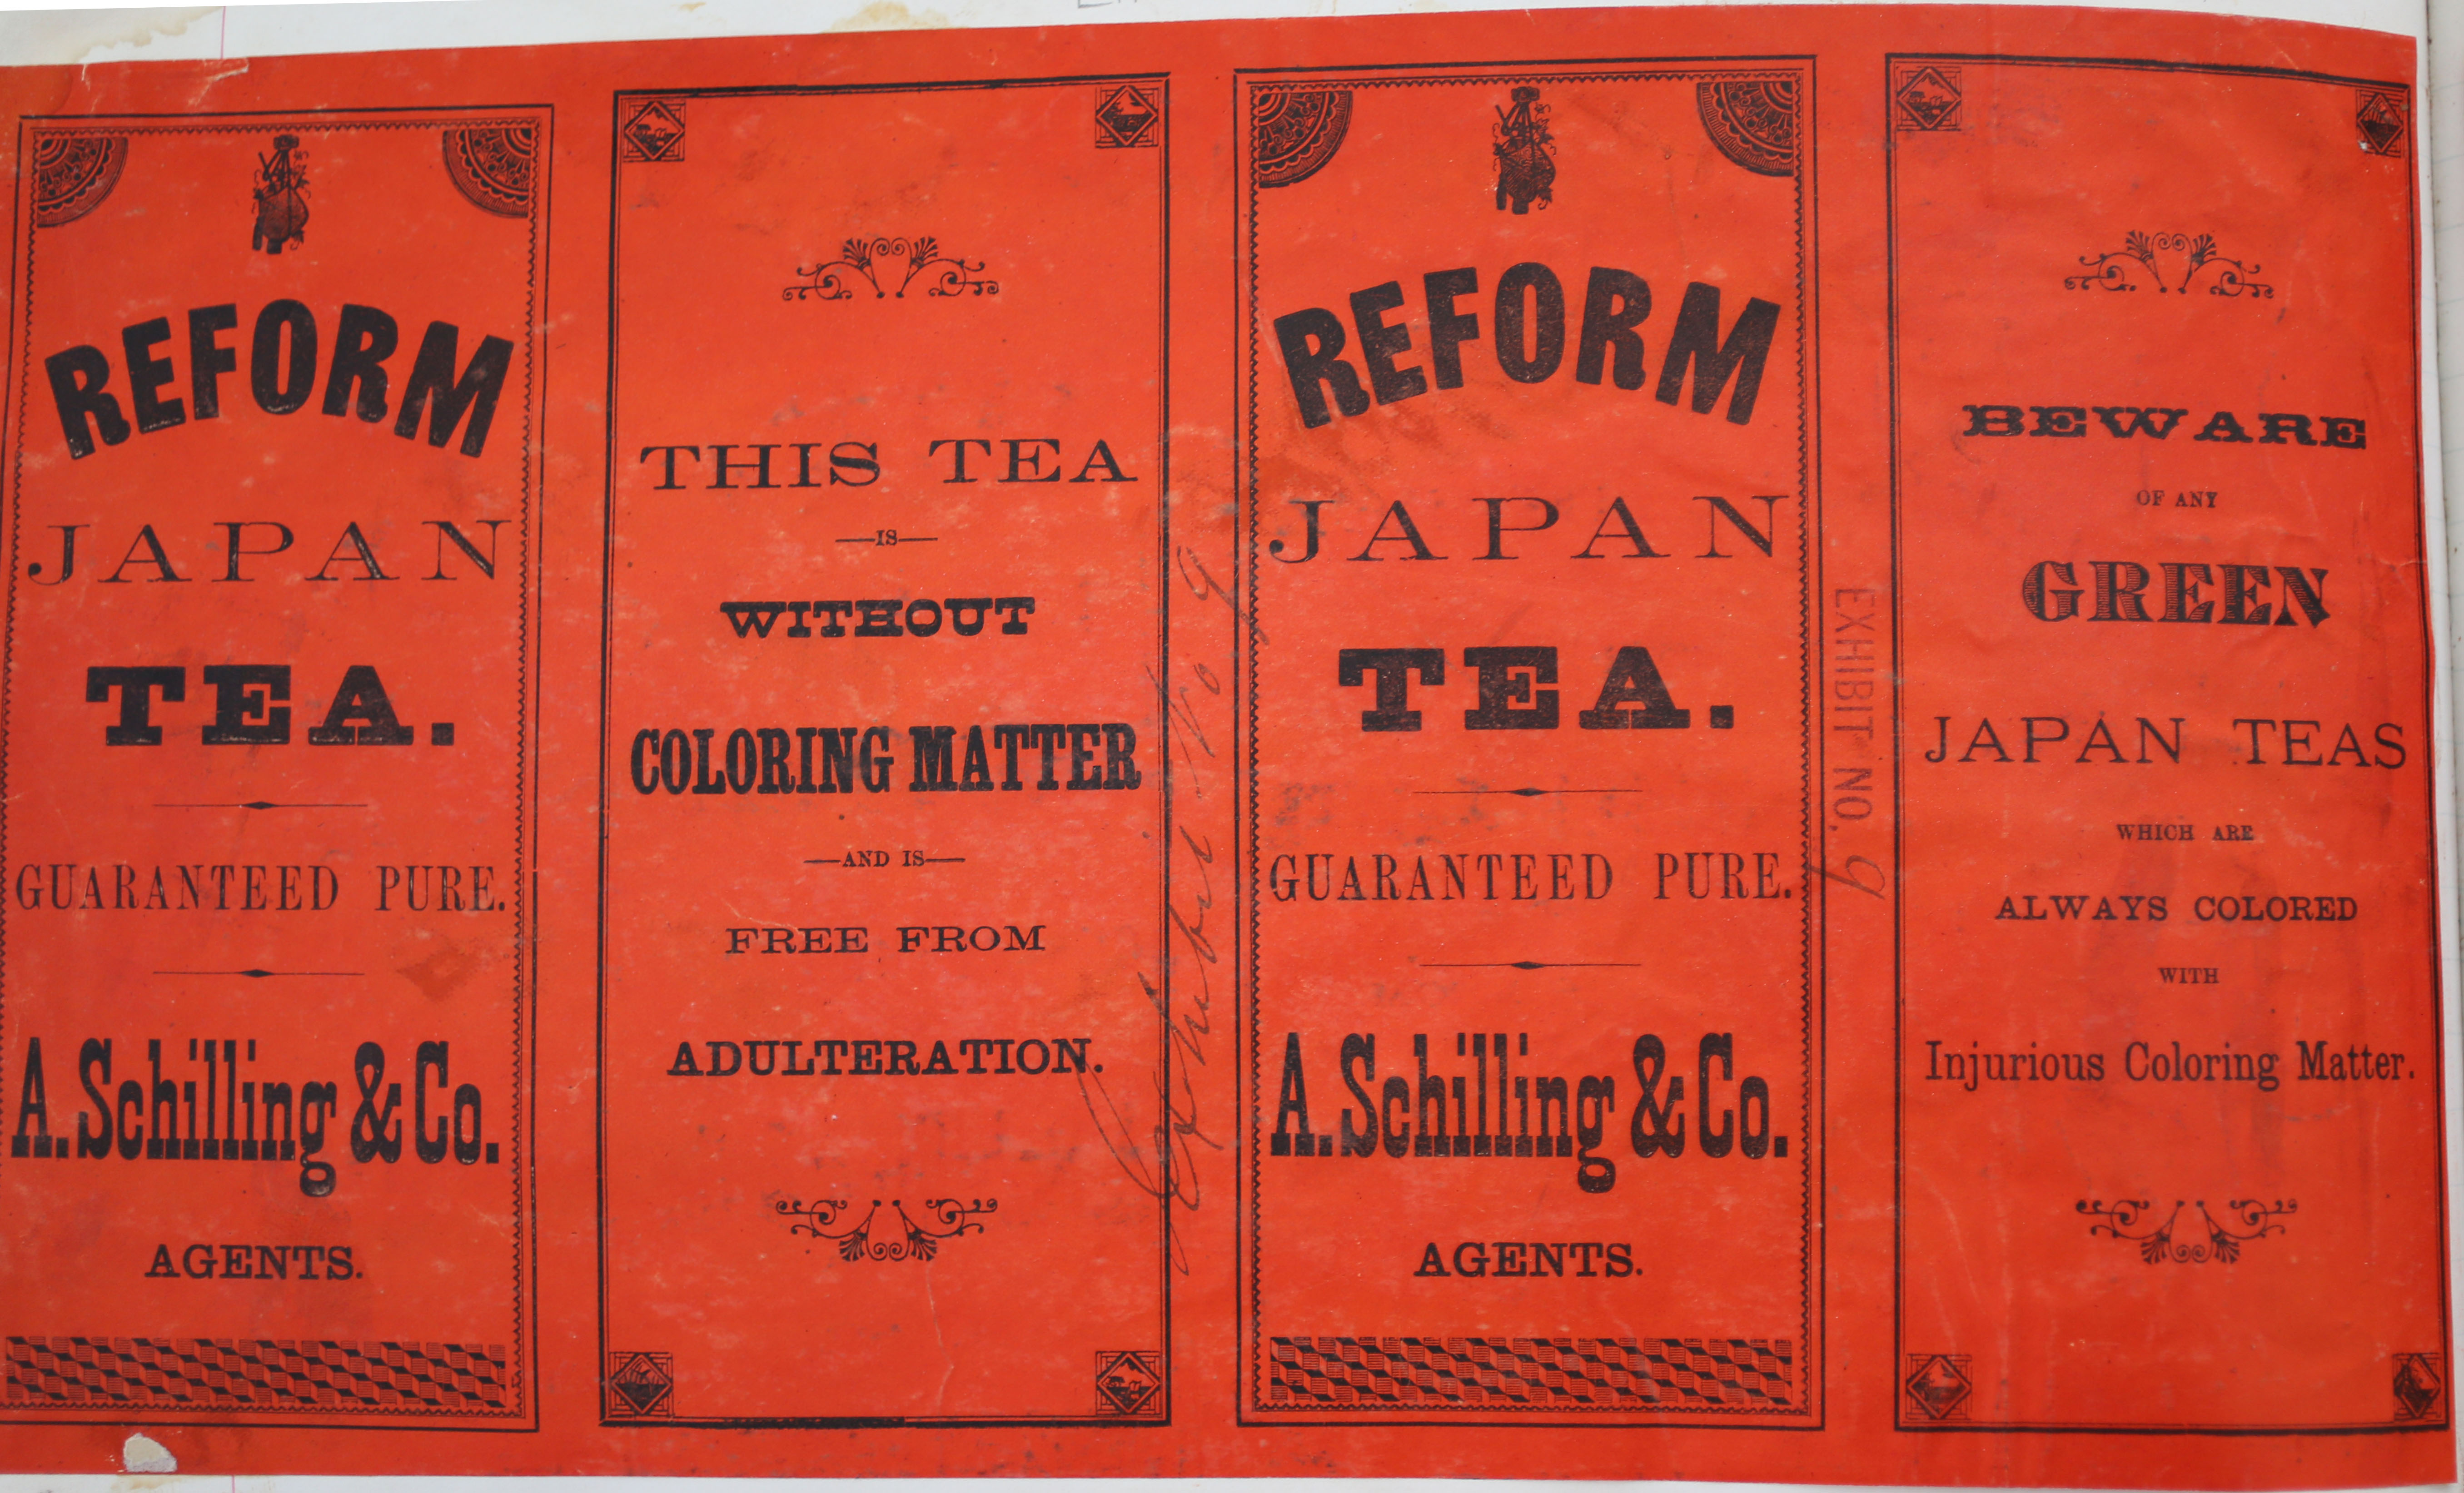 REFORM
JAPAN
TEA.
GUARANTEED PURE.
A. Schilling & Co.
AGENTS.
THIS TEA
—IS—
WITHOUT
COLORING MATTER
—AND IS—
FREE FROM
ADULTERATION.
Exhibit No 9
REFORM
JAPAN
TEA.
GUARANTEED PURE.
A. Schilling & Co.
AGENTS.
EXHIBIT NO. 9
BEWARE
OF ANY
GREEN
JAPAN TEAS
WHICH ARE
ALWAYS COLORED
WITH
Injurious Coloring Matter.